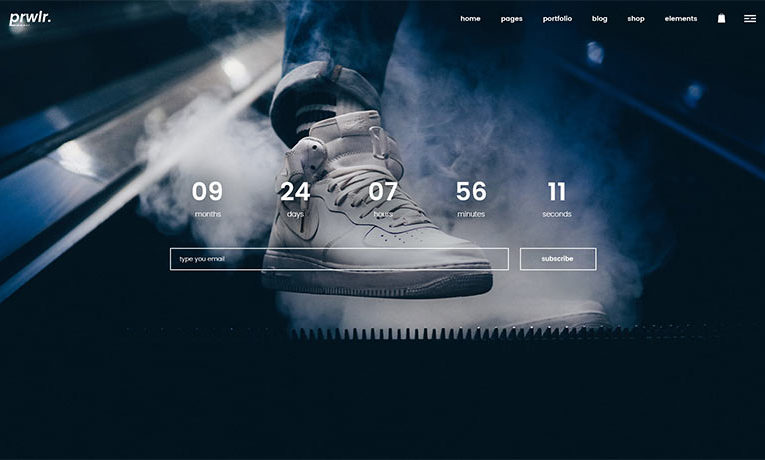 prwlr.
home pages portfolio blog shop elements
09 24 07 56 11
months days hours minutes seconds
type you email subscribe